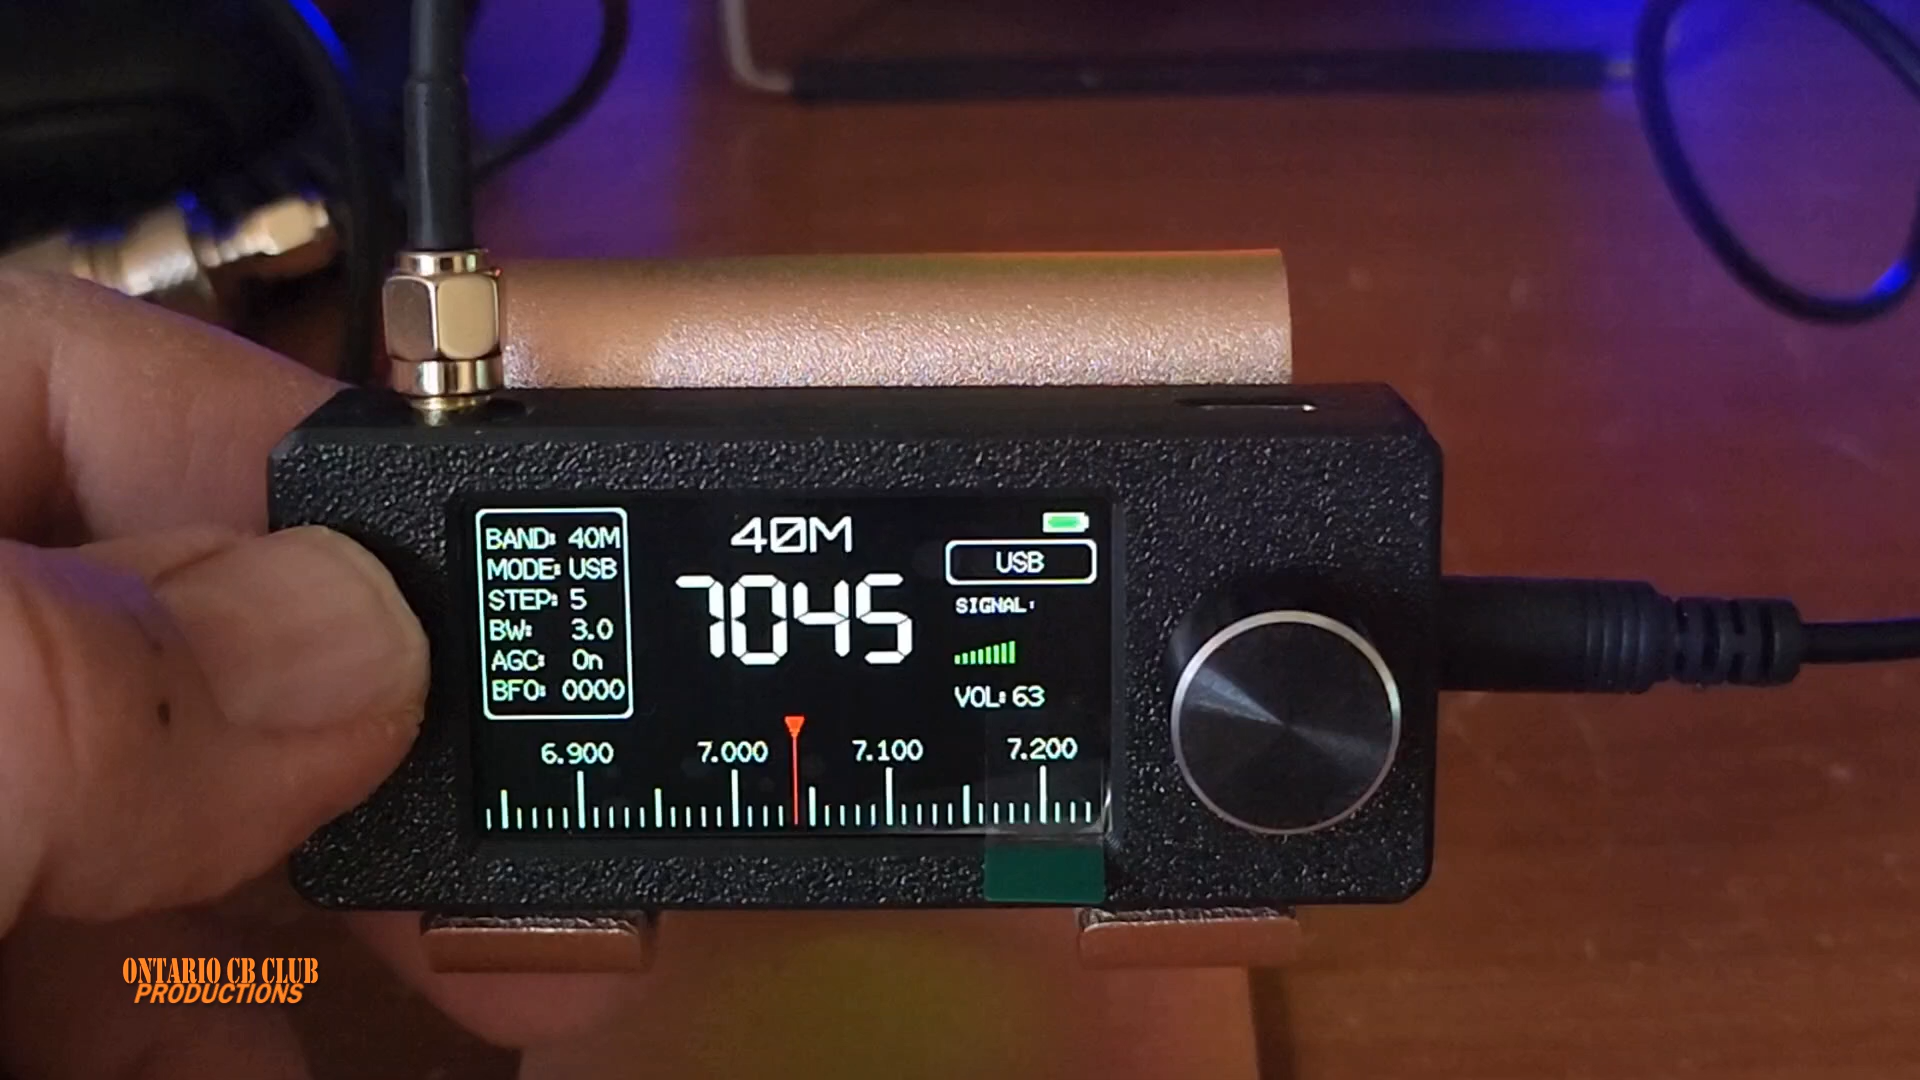 BAND: 40M
MODE: USB
STEP: 5
BW: 3.0
AGC: On
BFO: 0000
40M
7045
USB
SIGNAL:
VOL: 63
6.900 7.000 7.100 7.200
ONTARIO CB CLUB
PRODUCTIONS